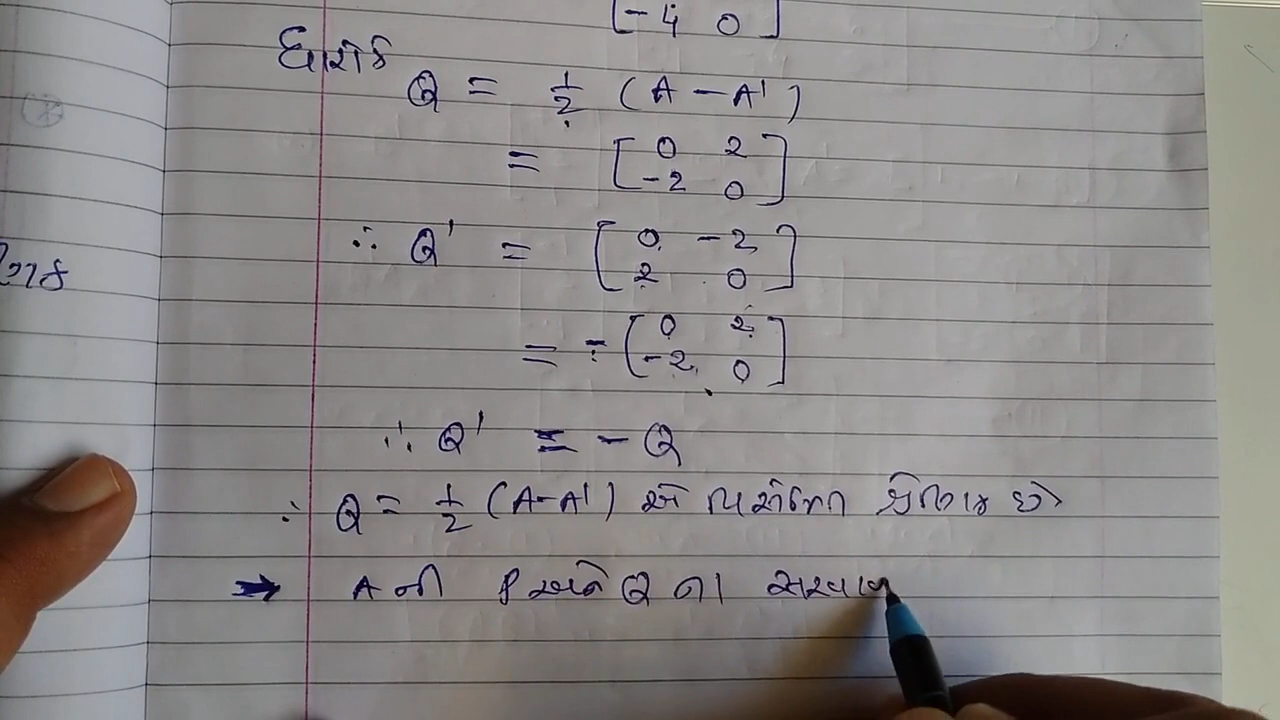 [-4 0]
ધારો કે
Q = 1/2 (A - A')
= [0 2
-2 0]
∴ Q' = [0 -2
2 0]
= -[0 2
-2 0]
∴ Q' = -Q
∴ Q = 1/2 (A-A') એ શ્રેણિક છે
→ A ની P અને Q ના સરવાળા